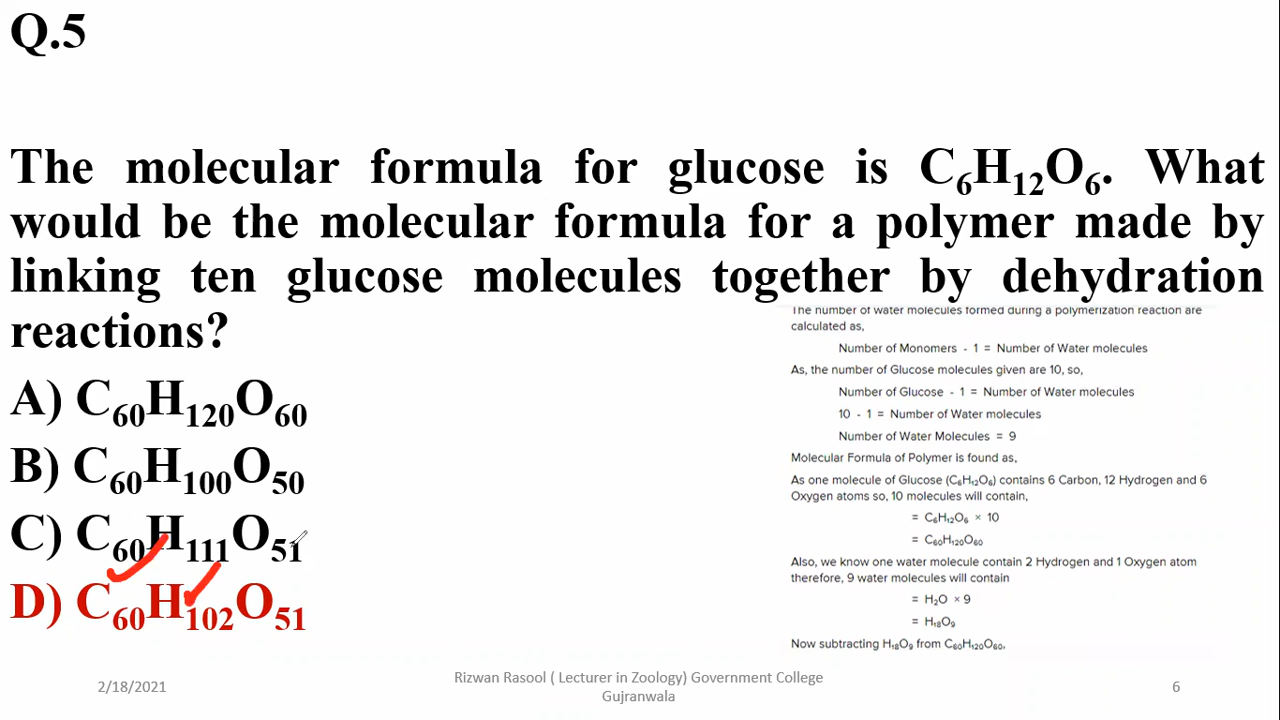 Q.5
The molecular formula for glucose is C₆H₁₂O₆. What
would be the molecular formula for a polymer made by
linking ten glucose molecules together by dehydration
reactions?
A) C₆₀H₁₂₀O₆₀
B) C₆₀H₁₀₀O₅₀
C) C₆₀H₁₁₁O₅₁
D) C₆₀H₁₀₂O₅₁
The number of water molecules formed during a polymerization reaction are
calculated as,
Number of Monomers - 1 = Number of Water molecules
As, the number of Glucose molecules given are 10, so,
Number of Glucose - 1 = Number of Water molecules
10 - 1 = Number of Water molecules
Number of Water Molecules = 9
Molecular Formula of Polymer is found as,
As one molecule of Glucose (C₆H₁₂O₆) contains 6 Carbon, 12 Hydrogen and 6
Oxygen atoms so, 10 molecules will contain,
= C₆H₁₂O₆ × 10
= C₆₀H₁₂₀O₆₀
Also, we know one water molecule contain 2 Hydrogen and 1 Oxygen atom
therefore, 9 water molecules will contain
= H₂O × 9
= H₁₈O₉
Now subtracting H₁₈O₉ from C₆₀H₁₂₀O₆₀,
2/18/2021
Rizwan Rasool ( Lecturer in Zoology) Government College
Gujranwala
6